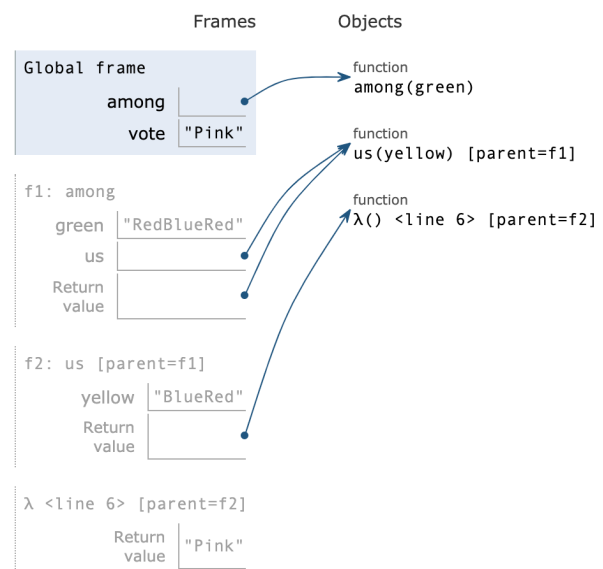 Frames Objects
Global frame
among
vote "Pink"
function
among(green)
function
us(yellow) [parent=f1]
function
λ() <line 6> [parent=f2]
f1: among
green "RedBlueRed"
us
Return
value
f2: us [parent=f1]
yellow "BlueRed"
Return
value
λ <line 6> [parent=f2]
Return
value "Pink"